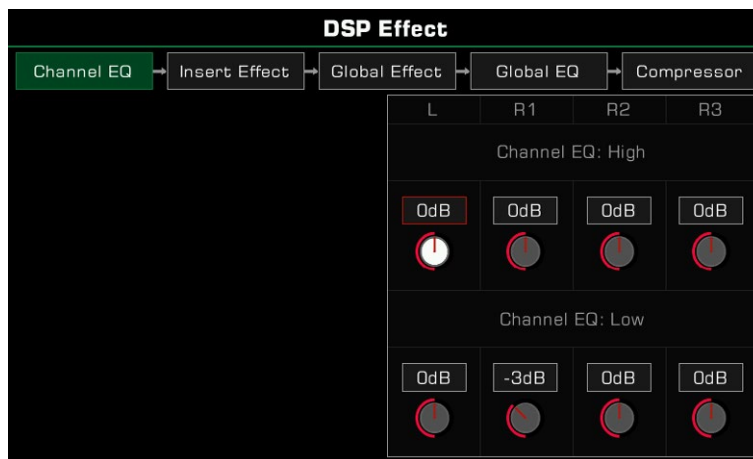 DSP Effect
Channel EQ Insert Effect Global Effect Global EQ Compressor
L R1 R2 R3
Channel EQ: High
0dB 0dB 0dB 0dB
Channel EQ: Low
0dB -3dB 0dB 0dB